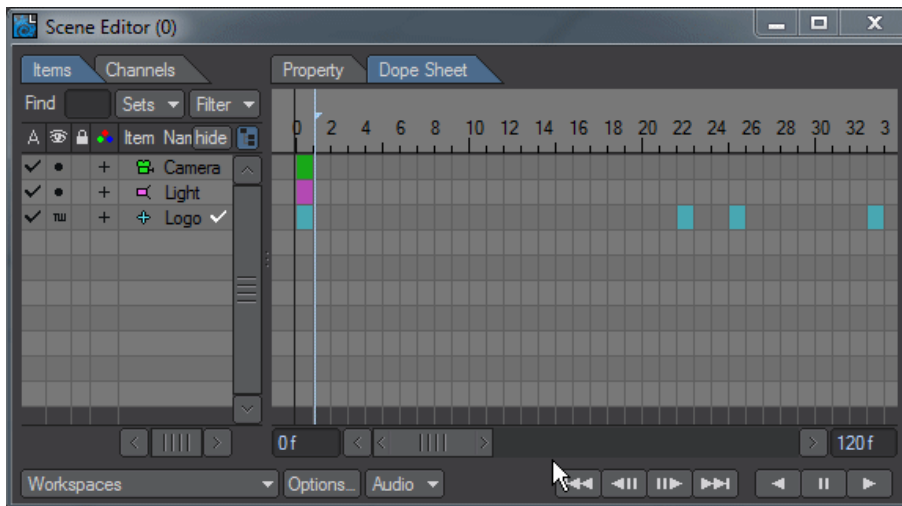 Scene Editor (0)
Items Channels Property Dope Sheet
Find Sets Filter
A Item Nan hide
0 2 4 6 8 10 12 14 16 18 20 22 24 26 28 30 32 3
Camera
Light
Logo
0 f 120 f
Workspaces Options... Audio